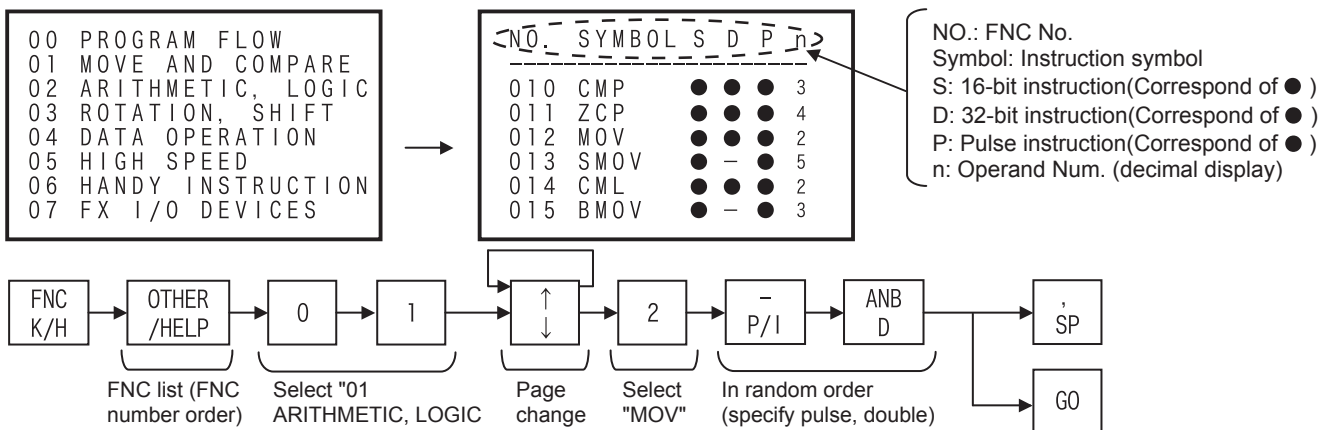 00 PROGRAM FLOW
01 MOVE AND COMPARE
02 ARITHMETIC, LOGIC
03 ROTATION, SHIFT
04 DATA OPERATION
05 HIGH SPEED
06 HANDY INSTRUCTION
07 FX I/O DEVICES
NO. SYMBOL S D P n
010 CMP ● ● ● 3
011 ZCP ● ● ● 4
012 MOV ● ● ● 2
013 SMOV ● − ● 5
014 CML ● ● ● 2
015 BMOV ● − ● 3
NO.: FNC No.
Symbol: Instruction symbol
S: 16-bit instruction(Correspond of ● )
D: 32-bit instruction(Correspond of ● )
P: Pulse instruction(Correspond of ● )
n: Operand Num. (decimal display)
FNC
K/H
OTHER
/HELP
0
1
↑
↓
2
−
P/I
ANB
D
,
SP
GO
FNC list (FNC
number order)
Select "01
ARITHMETIC, LOGIC
Page
change
Select
"MOV"
In random order
(specify pulse, double)